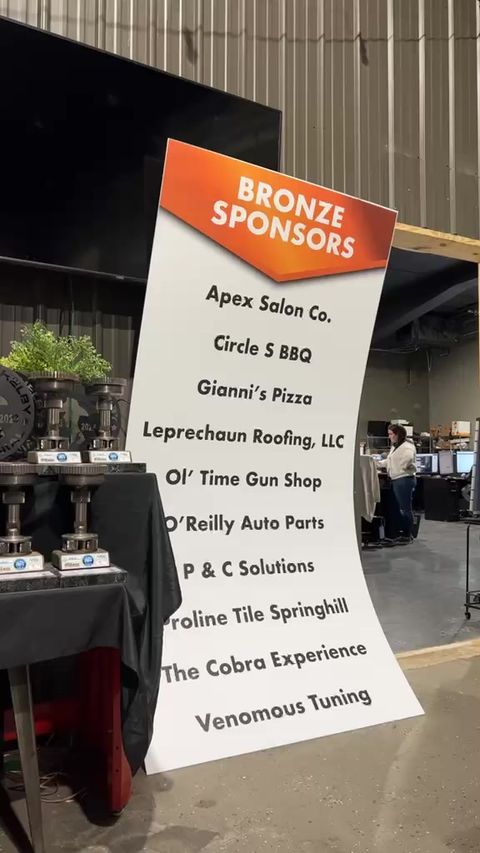 BRONZE
SPONSORS
Apex Salon Co.
Circle S BBQ
Gianni's Pizza
Leprechaun Roofing, LLC
Ol' Time Gun Shop
O'Reilly Auto Parts
P & C Solutions
roline Tile Springhill
The Cobra Experience
Venomous Tuning